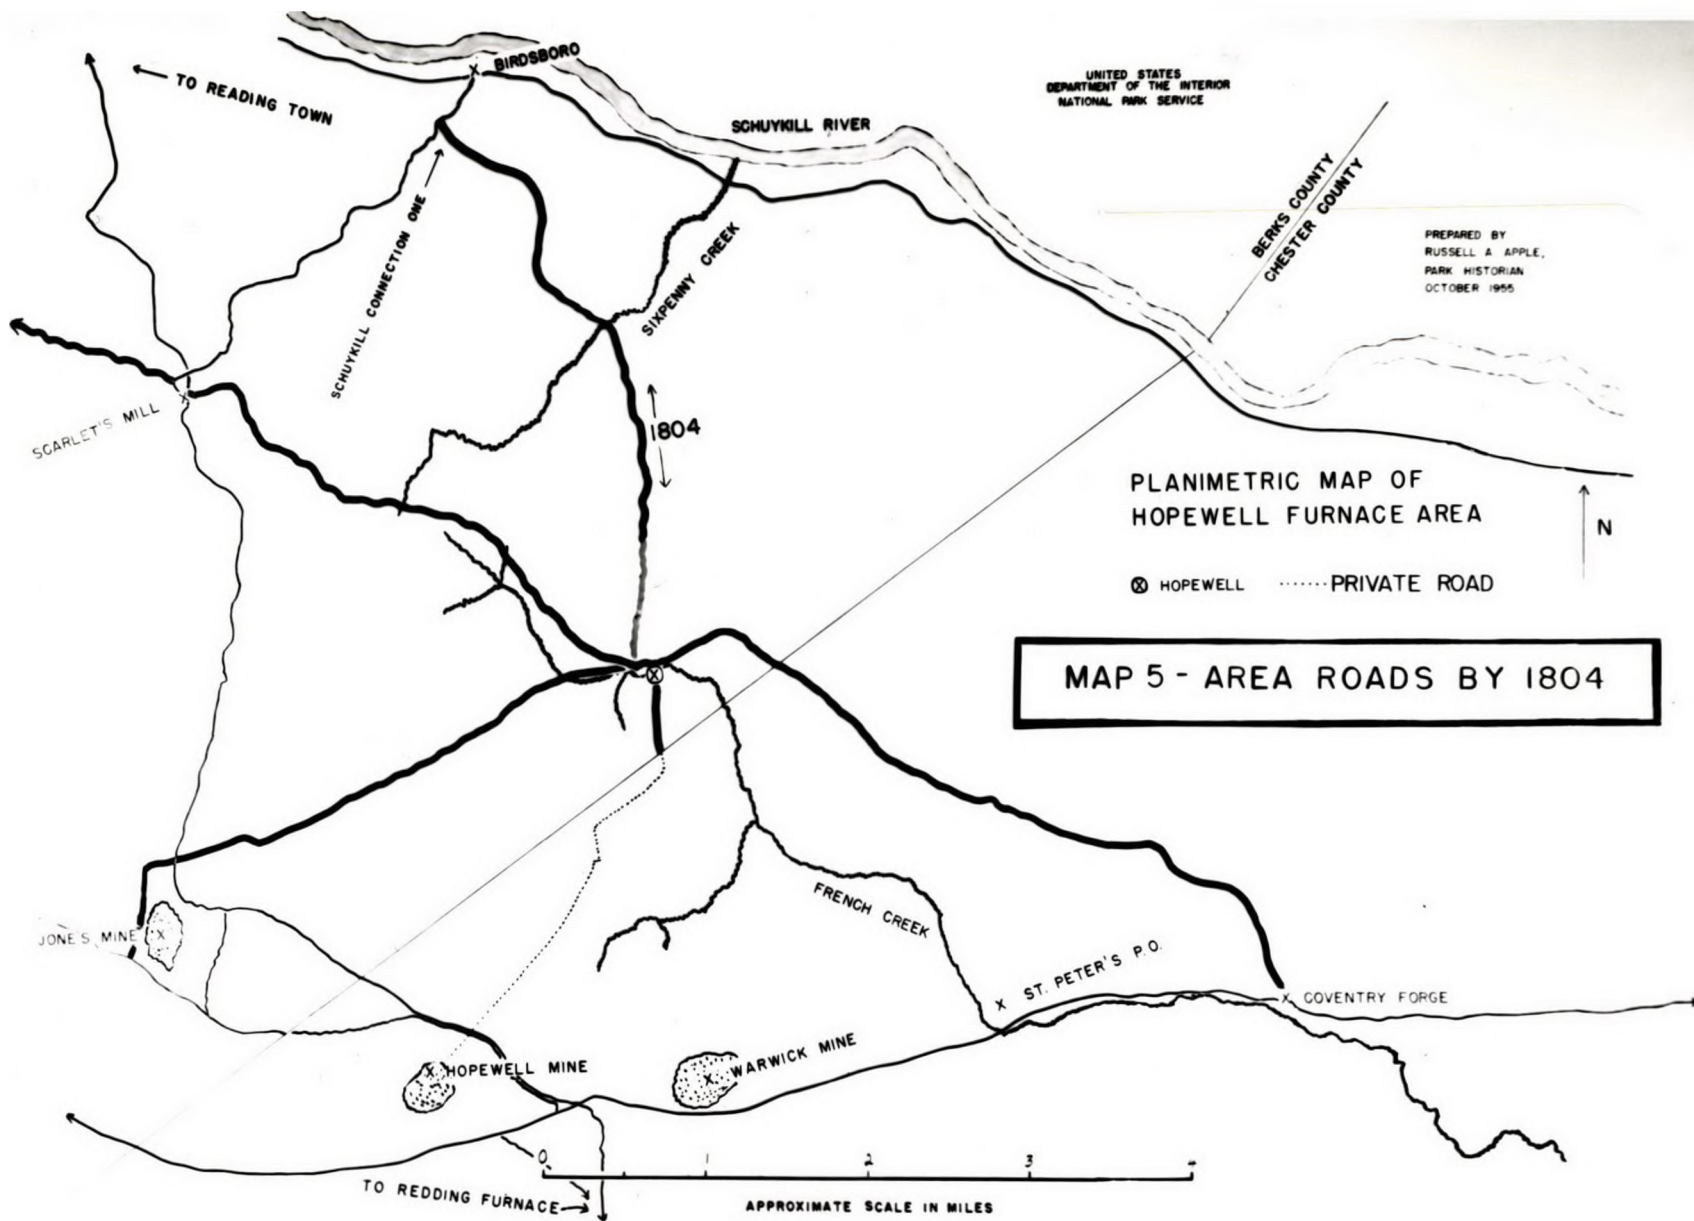 BIRDSBORO
TO READING TOWN
UNITED STATES
DEPARTMENT OF THE INTERIOR
NATIONAL PARK SERVICE
SCHUYKILL RIVER
BERKS COUNTY
CHESTER COUNTY
PREPARED BY
RUSSELL A APPLE,
PARK HISTORIAN
OCTOBER 1955
SCHUYKILL CONNECTION ONE
SIXPENNY CREEK
SCARLET'S MILL
1804
PLANIMETRIC MAP OF
HOPEWELL FURNACE AREA
N
HOPEWELL ........ PRIVATE ROAD
MAP 5 - AREA ROADS BY 1804
FRENCH CREEK
JONE'S MINE
ST. PETER'S P.O.
COVENTRY FORGE
HOPEWELL MINE
WARWICK MINE
0 1 2 3 4
TO REDDING FURNACE
APPROXIMATE SCALE IN MILES